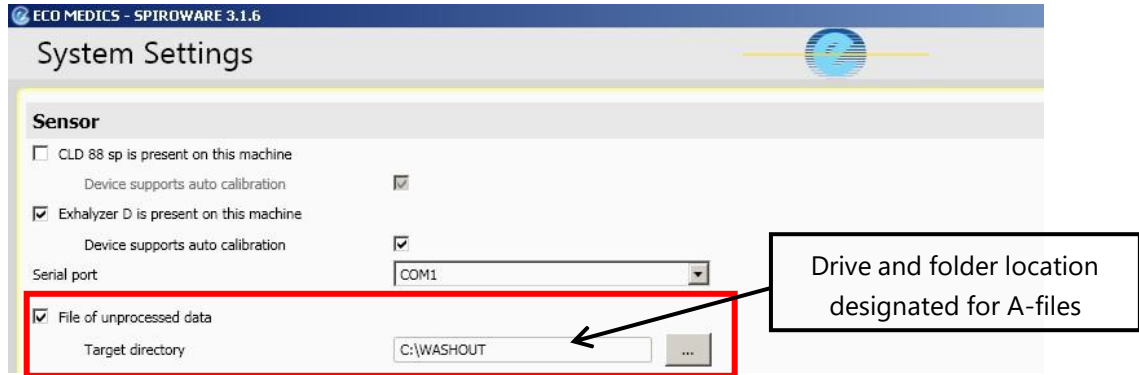 ECO MEDICS - SPIROWARE 3.1.6
System Settings
Sensor
CLD 88 sp is present on this machine
Device supports auto calibration
Exhalyzer D is present on this machine
Device supports auto calibration
Serial port COM1
File of unprocessed data
Target directory C:\WASHOUT ...
Drive and folder location
designated for A-files